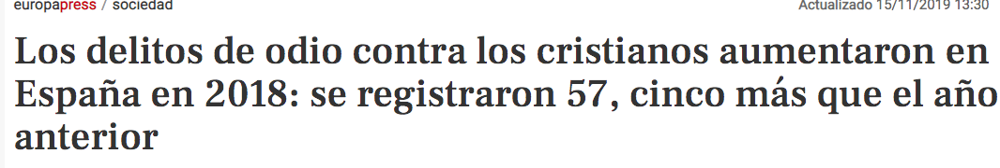 europapress / sociedad
Actualizado 15/11/2019 13:30
Los delitos de odio contra los cristianos aumentaron en
España en 2018: se registraron 57, cinco más que el año
anterior